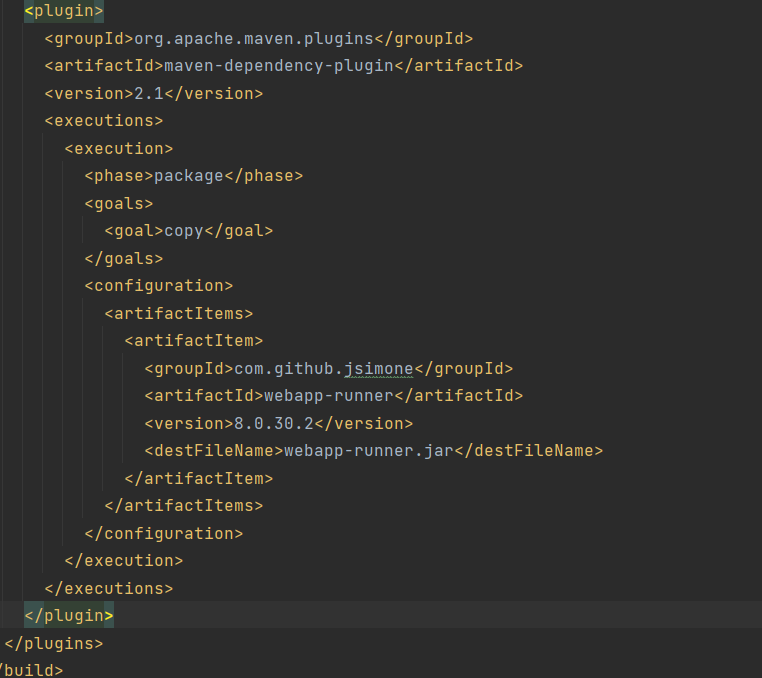 <plugin>
<groupId>org.apache.maven.plugins</groupId>
<artifactId>maven-dependency-plugin</artifactId>
<version>2.1</version>
<executions>
<execution>
<phase>package</phase>
<goals>
<goal>copy</goal>
</goals>
<configuration>
<artifactItems>
<artifactItem>
<groupId>com.github.jsimone</groupId>
<artifactId>webapp-runner</artifactId>
<version>8.0.30.2</version>
<destFileName>webapp-runner.jar</destFileName>
</artifactItem>
</artifactItems>
</configuration>
</execution>
</executions>
</plugin>
</plugins>
/build>